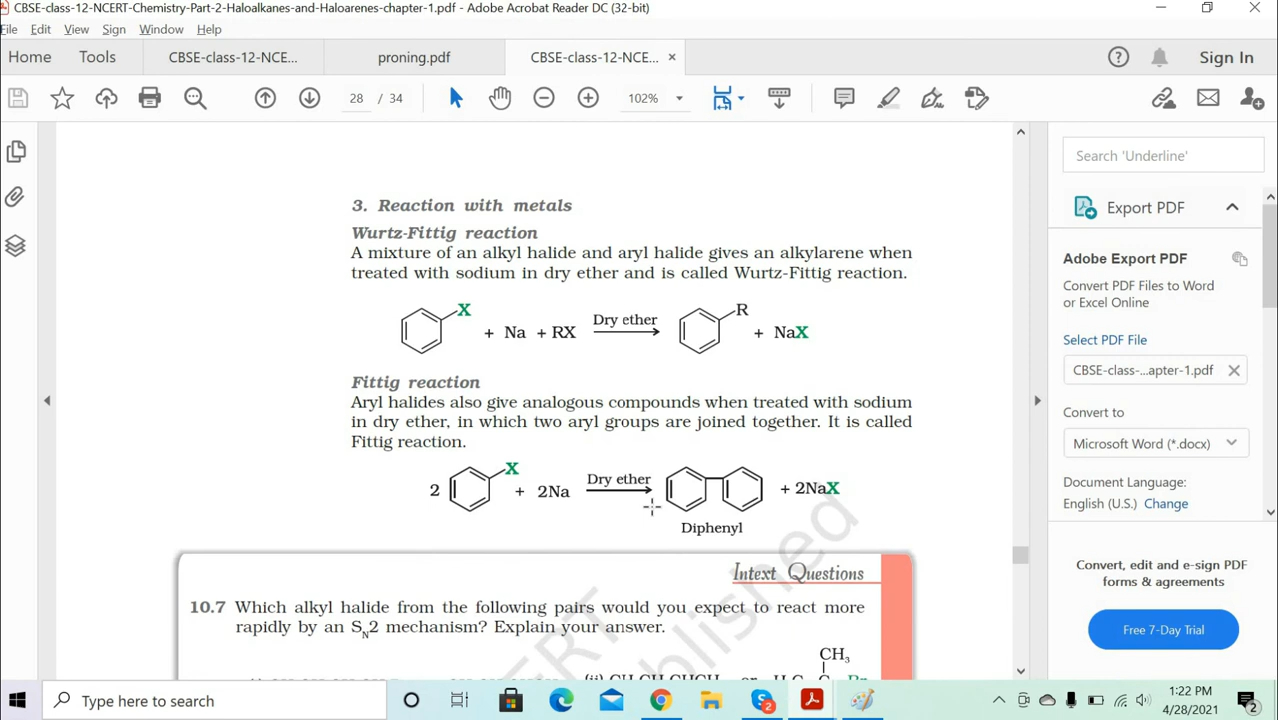 CBSE-class-12-NCERT-Chemistry-Part-2-Haloalkanes-and-Haloarenes-chapter-1.pdf - Adobe Acrobat Reader DC (32-bit)
File Edit View Sign Window Help
Home Tools CBSE-class-12-NCE... proning.pdf CBSE-class-12-NCE... × Sign In
28 / 34 102%
Search 'Underline'
3. Reaction with metals
Wurtz-Fittig reaction
A mixture of an alkyl halide and aryl halide gives an alkylarene when
treated with sodium in dry ether and is called Wurtz-Fittig reaction.
X + Na + RX Dry ether R + NaX
Fittig reaction
Aryl halides also give analogous compounds when treated with sodium
in dry ether, in which two aryl groups are joined together. It is called
Fittig reaction.
2 X + 2Na Dry ether + 2NaX
Diphenyl
Intext Questions
10.7 Which alkyl halide from the following pairs would you expect to react more
rapidly by an SN2 mechanism? Explain your answer.
CH3
Export PDF
Adobe Export PDF
Convert PDF Files to Word
or Excel Online
Select PDF File
CBSE-class-...apter-1.pdf
Convert to
Microsoft Word (*.docx)
Document Language:
English (U.S.) Change
Convert, edit and e-sign PDF
forms & agreements
Free 7-Day Trial
Type here to search
2
1:22 PM
4/28/2021
2